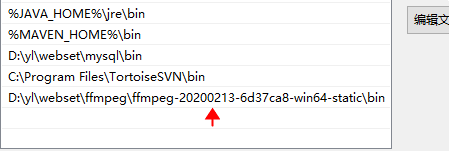 %JAVA_HOME%\jre\bin
%MAVEN_HOME%\bin
D:\yl\webset\mysql\bin
C:\Program Files\TortoiseSVN\bin
D:\yl\webset\ffmpeg\ffmpeg-20200213-6d37ca8-win64-static\bin
编辑文